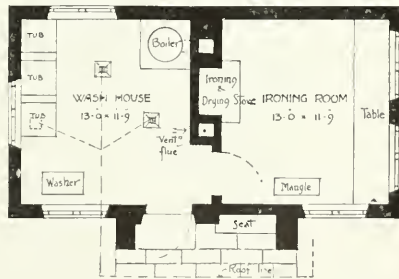 TUB
TUB
TUB
Boiler
WASH HOUSE
13-0 × 11-9
Ironing
&
Drying Stove
IRONING ROOM
13-0 × 11-9
Table
Vent
flue
Washer
Mangle
Seat
Roof line